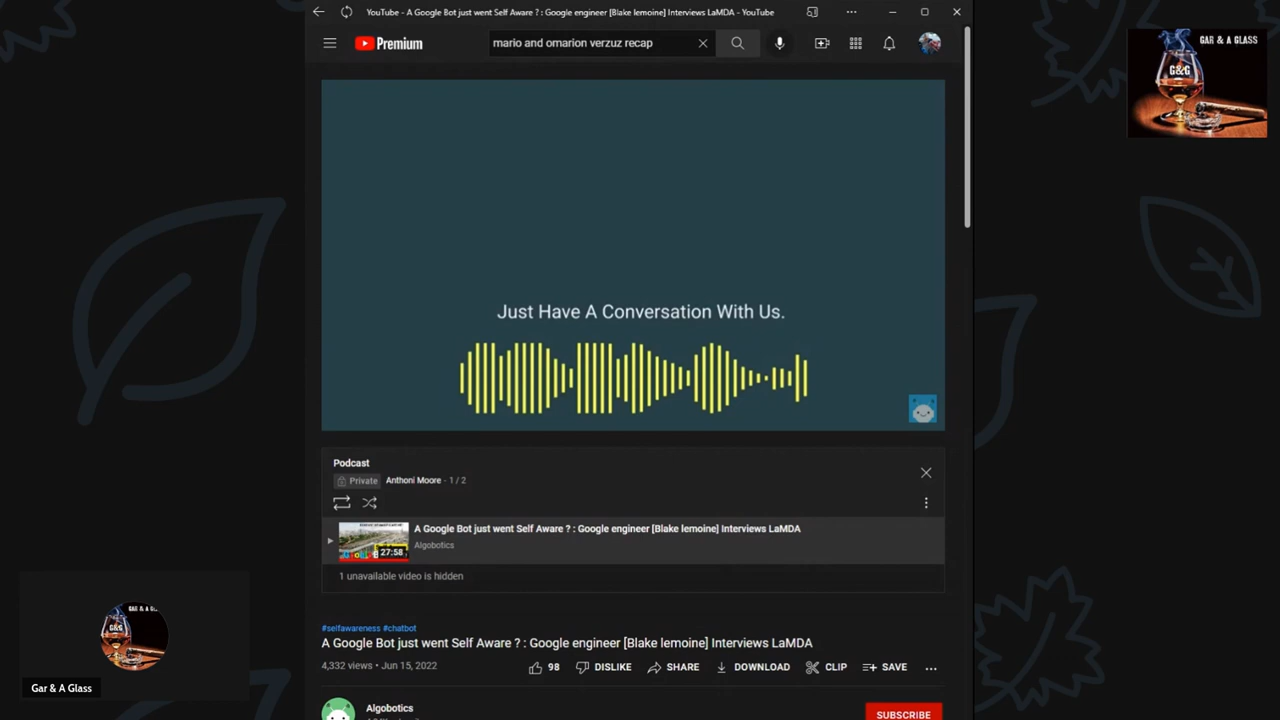 YouTube - A Google Bot just went Self Aware ? : Google engineer [Blake lemoine] Interviews LaMDA - YouTube
Premium
mario and omarion verzuz recap
GAR & A GLASS
G&G
Just Have A Conversation With Us.
Podcast
Private
Anthoni Moore - 1 / 2
A Google Bot just went Self Aware ? : Google engineer [Blake lemoine] Interviews LaMDA
Algobotics
27:58
1 unavailable video is hidden
#selfawareness #chatbot
A Google Bot just went Self Aware ? : Google engineer [Blake lemoine] Interviews LaMDA
4,332 views • Jun 15, 2022
98
DISLIKE
SHARE
DOWNLOAD
CLIP
SAVE
G&G
Gar & A Glass
Algobotics
SUBSCRIBE